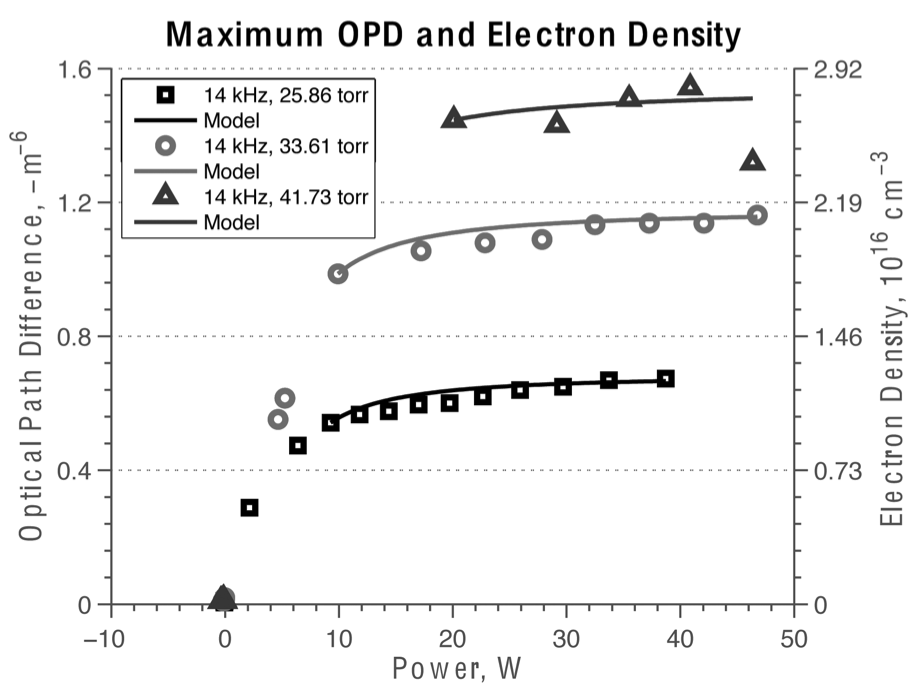 Maximum OPD and Electron Density
1.6
1.2
0.8
0.4
0
Optical Path Difference, −m⁻⁶
14 kHz, 25.86 torr
Model
14 kHz, 33.61 torr
Model
14 kHz, 41.73 torr
Model
2.92
2.19
1.46
0.73
0
Electron Density, 10¹⁶ cm⁻³
−10 0 10 20 30 40 50
Power, W